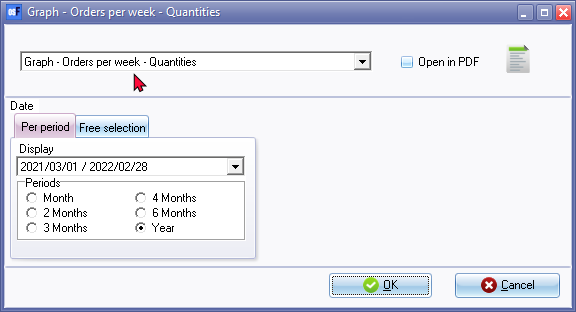 Graph - Orders per week - Quantities
Graph - Orders per week - Quantities
Open in PDF
Date
Per period
Free selection
Display
2021/03/01 / 2022/02/28
Periods
Month
4 Months
2 Months
6 Months
3 Months
Year
OK
Cancel